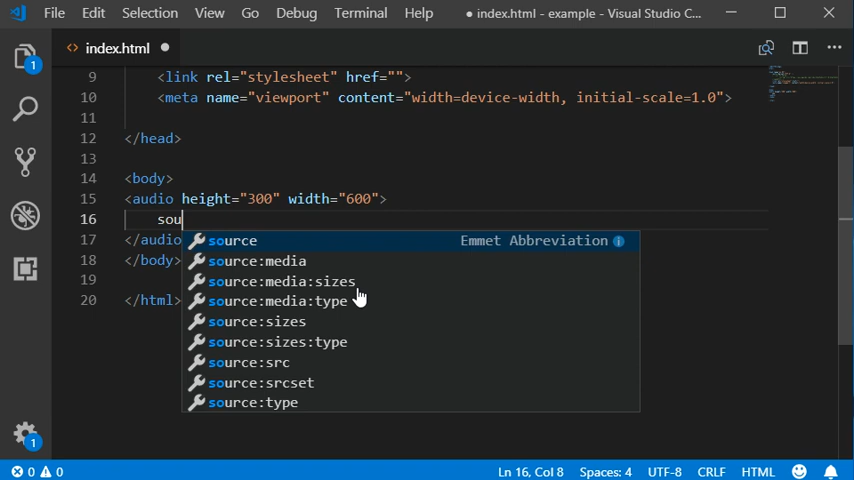 File Edit Selection View Go Debug Terminal Help ● index.html - example - Visual Studio C...
<> index.html ●
1
9 <link rel="stylesheet" href="">
10 <meta name="viewport" content="width=device-width, initial-scale=1.0">
11
12 </head>
13
14 <body>
15 <audio height="300" width="600">
16 sou
17 </audio
18 </body>
19
20 </html>
source Emmet Abbreviation
source:media
source:media:sizes
source:media:type
source:sizes
source:sizes:type
source:src
source:srcset
source:type
1
0 0 Ln 16, Col 8 Spaces: 4 UTF-8 CRLF HTML